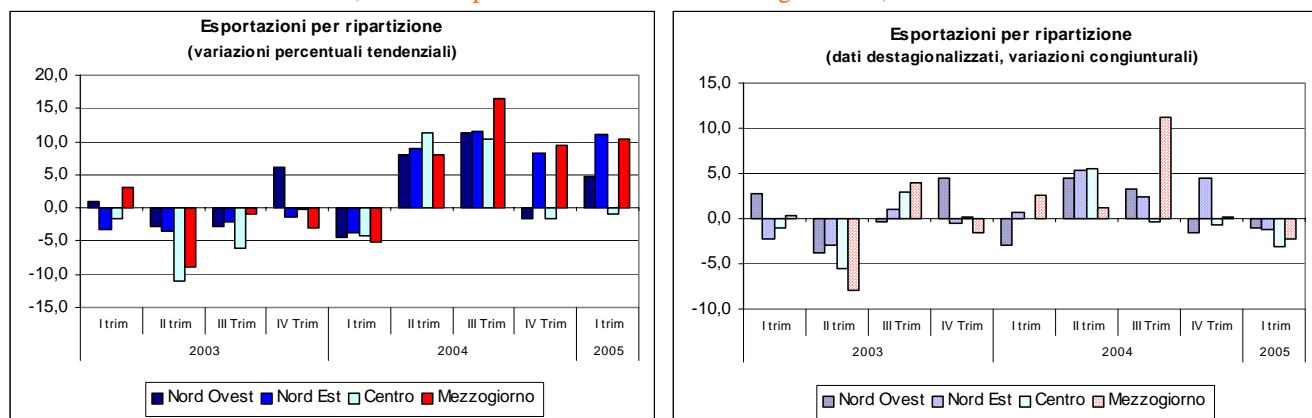 Esportazioni per ripartizione
(variazioni percentuali tendenziali)
20,0
15,0
10,0
5,0
0,0
-5,0
-10,0
-15,0
I trim II trim III Trim IV Trim I trim II trim III Trim IV Trim I trim
2003 2004 2005
Nord Ovest Nord Est Centro Mezzogiorno
Esportazioni per ripartizione
(dati destagionalizzati, variazioni congiunturali)
15,0
10,0
5,0
0,0
-5,0
-10,0
I trim II trim III Trim IV Trim I trim II trim III Trim IV Trim I trim
2003 2004 2005
Nord Ovest Nord Est Centro Mezzogiorno